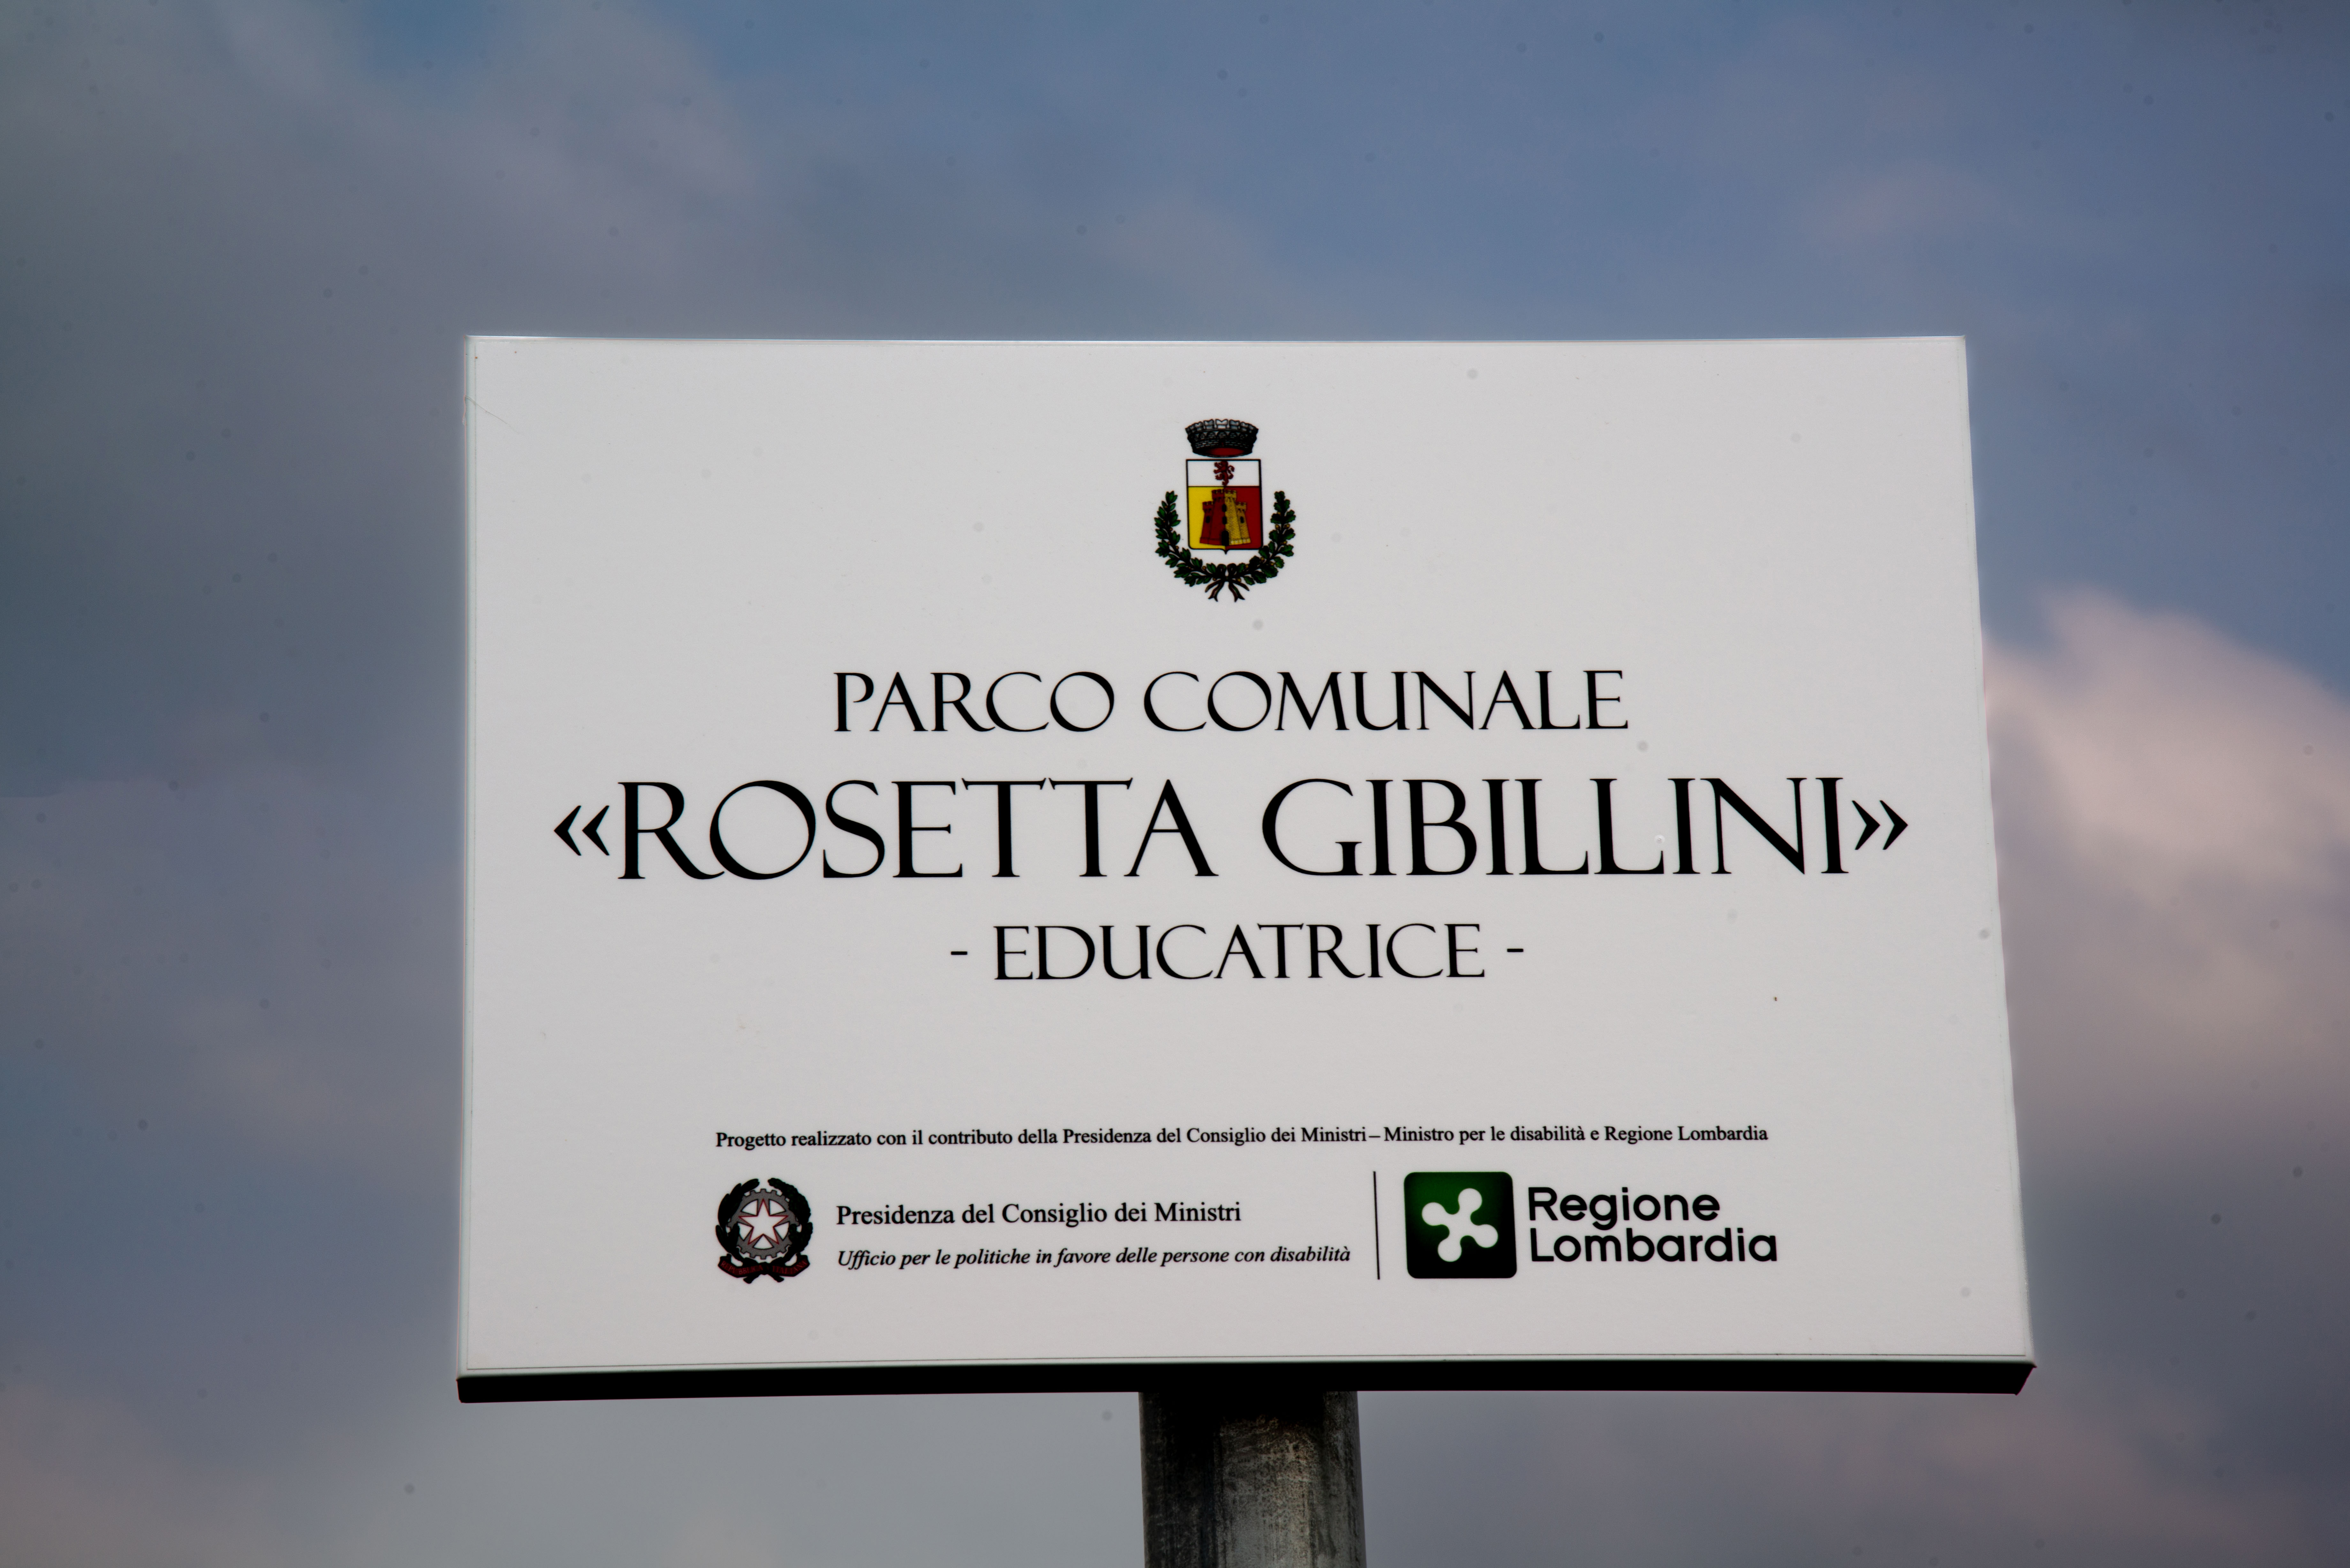 PARCO COMUNALE
«ROSETTA GIBILLINI»
- EDUCATRICE -
Progetto realizzato con il contributo della Presidenza del Consiglio dei Ministri – Ministro per le disabilità e Regione Lombardia
Presidenza del Consiglio dei Ministri
Ufficio per le politiche in favore delle persone con disabilità
Regione
Lombardia